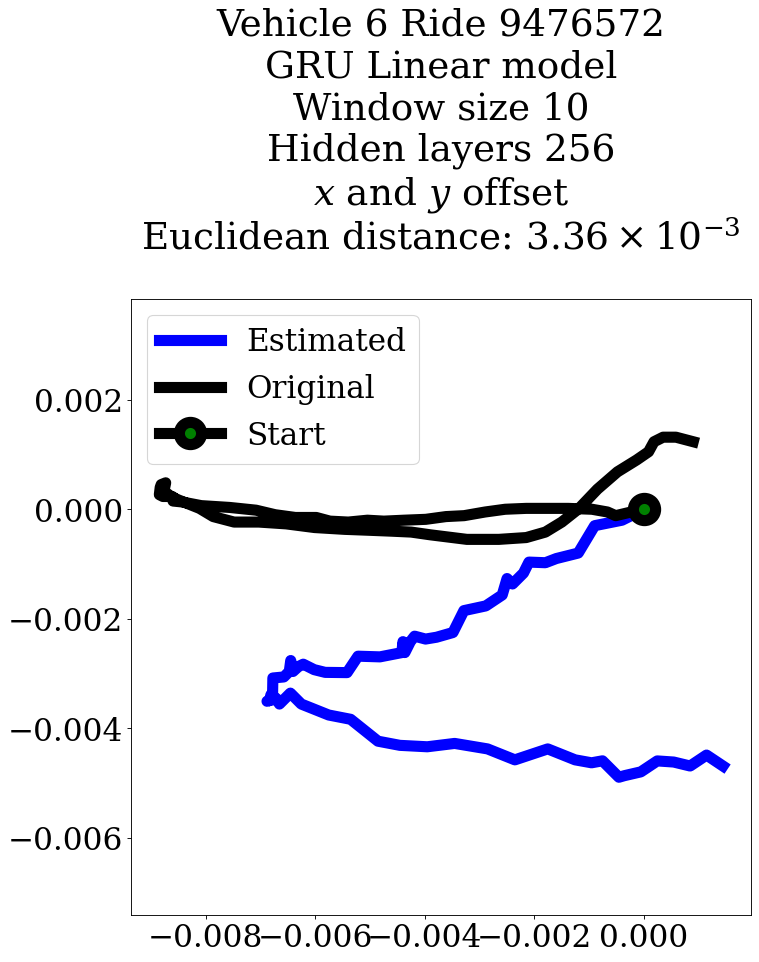 Vehicle 6 Ride 9476572
GRU Linear model
Window size 10
Hidden layers 256
x and y offset
Euclidean distance: 3.36 × 10⁻³
Estimated
Original
Start
0.002
0.000
−0.002
−0.004
−0.006
−0.008 −0.006 −0.004 −0.002 0.000